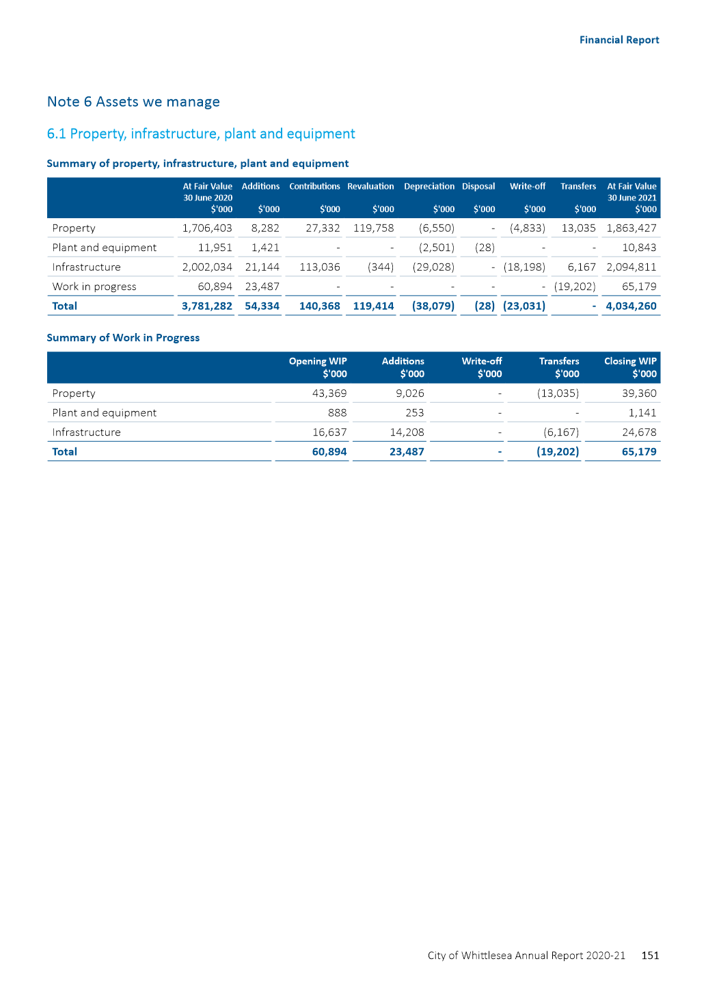 Financial Report
Note 6 Assets we manage
6.1 Property, infrastructure, plant and equipment
Summary of property, infrastructure, plant and equipment
At Fair Value Additions Contributions Revaluation Depreciation Disposal Write-off Transfers At Fair Value
30 June 2020 30 June 2021
$'000 $'000 $'000 $'000 $'000 $'000 $'000 $'000 $'000
Property 1,706,403 8,282 27,332 119,758 (6,550) - (4,833) 13,035 1,863,427
Plant and equipment 11,951 1,421 - - (2,501) (28) - - 10,843
Infrastructure 2,002,034 21,144 113,036 (344) (29,028) - (18,198) 6,167 2,094,811
Work in progress 60,894 23,487 - - - - - (19,202) 65,179
Total 3,781,282 54,334 140,368 119,414 (38,079) (28) (23,031) - 4,034,260
Summary of Work in Progress
Opening WIP Additions Write-off Transfers Closing WIP
$'000 $'000 $'000 $'000 $'000
Property 43,369 9,026 - (13,035) 39,360
Plant and equipment 888 253 - - 1,141
Infrastructure 16,637 14,208 - (6,167) 24,678
Total 60,894 23,487 - (19,202) 65,179
City of Whittlesea Annual Report 2020-21 151